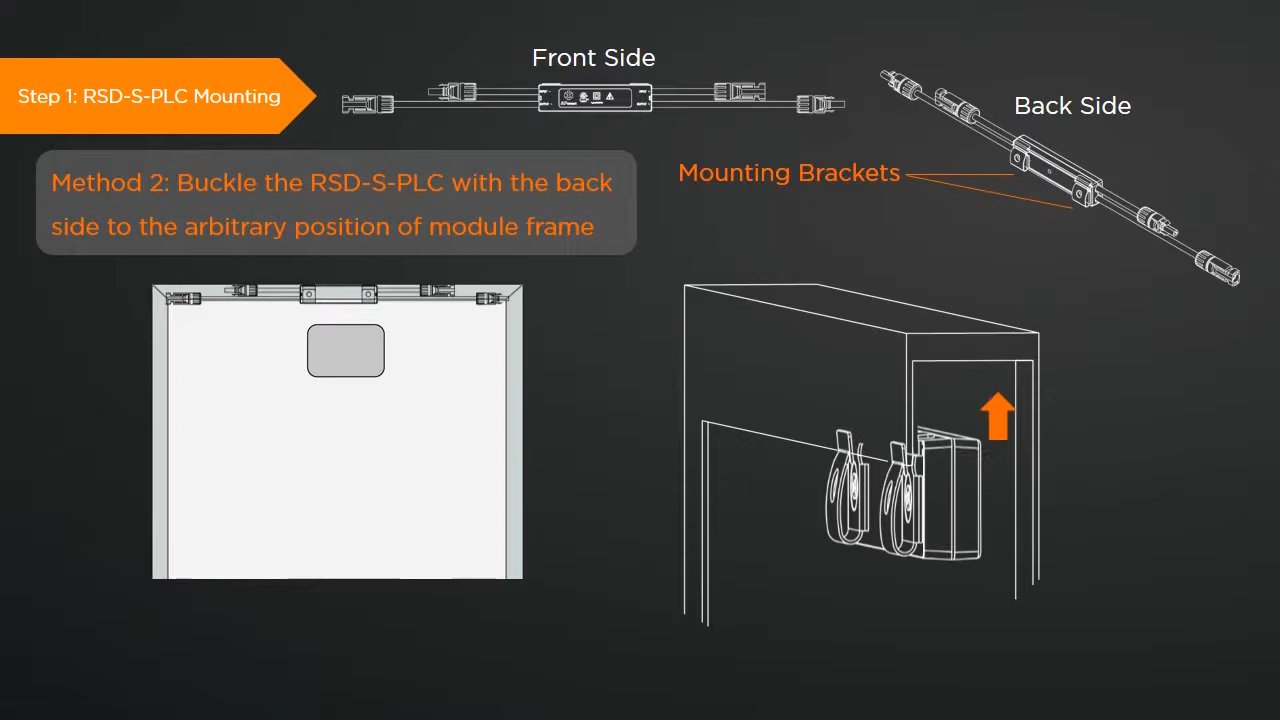 Step 1: RSD-S-PLC Mounting
Front Side
Back Side
Method 2: Buckle the RSD-S-PLC with the back
side to the arbitrary position of module frame
Mounting Brackets